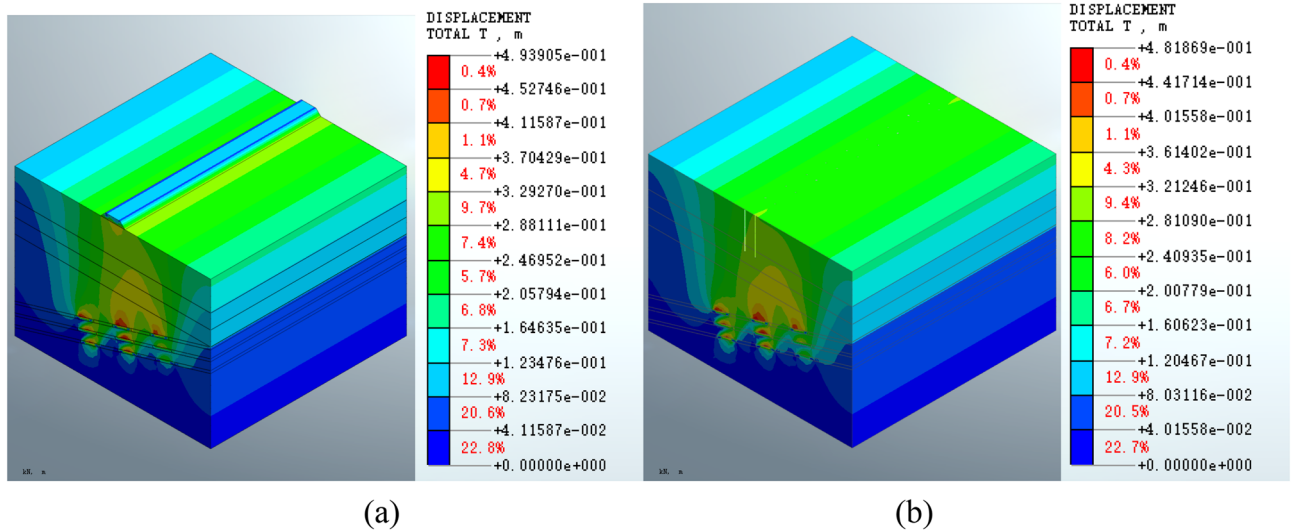 DISPLACEMENT
TOTAL T , m
+4.93905e-001
0.4%
+4.52746e-001
0.7%
+4.11587e-001
1.1%
+3.70429e-001
4.7%
+3.29270e-001
9.7%
+2.88111e-001
7.4%
+2.46952e-001
5.7%
+2.05794e-001
6.8%
+1.64635e-001
7.3%
+1.23476e-001
12.9%
+8.23175e-002
20.6%
+4.11587e-002
22.8%
+0.00000e+000
kN, m
(a)
DISPLACEMENT
TOTAL T , m
+4.81869e-001
0.4%
+4.41714e-001
0.7%
+4.01558e-001
1.1%
+3.61402e-001
4.3%
+3.21246e-001
9.4%
+2.81090e-001
8.2%
+2.40935e-001
6.0%
+2.00779e-001
6.7%
+1.60623e-001
7.2%
+1.20467e-001
12.9%
+8.03116e-002
20.5%
+4.01558e-002
22.7%
+0.00000e+000
kN, m
(b)